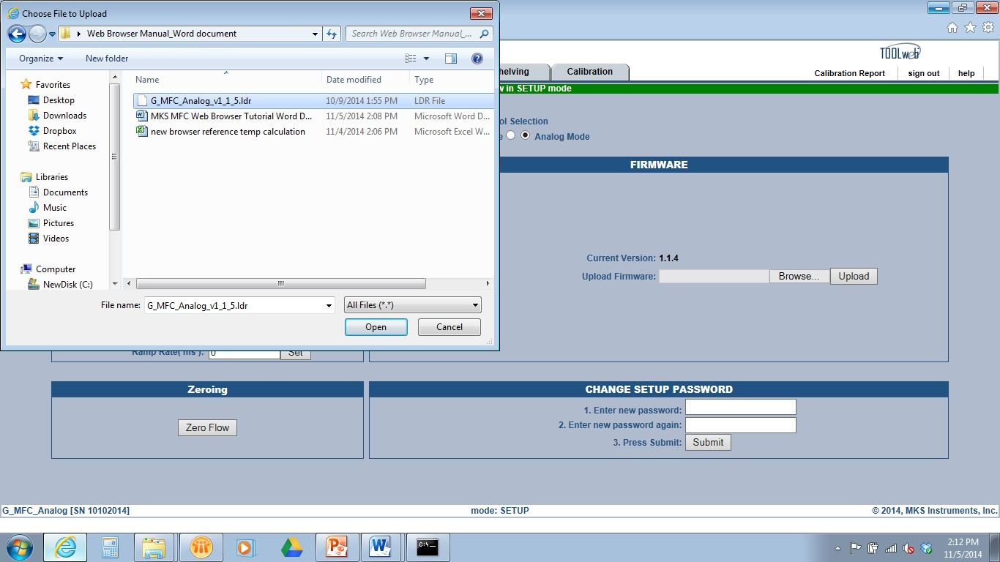 Choose File to Upload
Web Browser Manual_Word document
Search Web Browser Manual_...
Organize
New folder
Favorites
Desktop
Downloads
Dropbox
Recent Places
Libraries
Documents
Music
Pictures
Videos
Computer
NewDisk (C:)
Name Date modified Type
G_MFC_Analog_v1_1_5.ldr 10/9/2014 1:55 PM LDR File
MKS MFC Web Browser Tutorial Word D... 11/5/2014 2:08 PM Microsoft Word D...
new browser reference temp calculation 11/4/2014 2:06 PM Microsoft Excel W...
File name: G_MFC_Analog_v1_1_5.ldr All Files (*.*)
Open Cancel
TOOLweb
Calibration
Calibration Report sign out help
in SETUP mode
Selection
Analog Mode
FIRMWARE
Current Version: 1.1.4
Upload Firmware: Browse... Upload
Ramp Rate( ms ): 0 Set
Zeroing
Zero Flow
CHANGE SETUP PASSWORD
1. Enter new password:
2. Enter new password again:
3. Press Submit: Submit
G_MFC_Analog [SN 10102014] mode: SETUP © 2014, MKS Instruments, Inc.
2:12 PM
11/5/2014